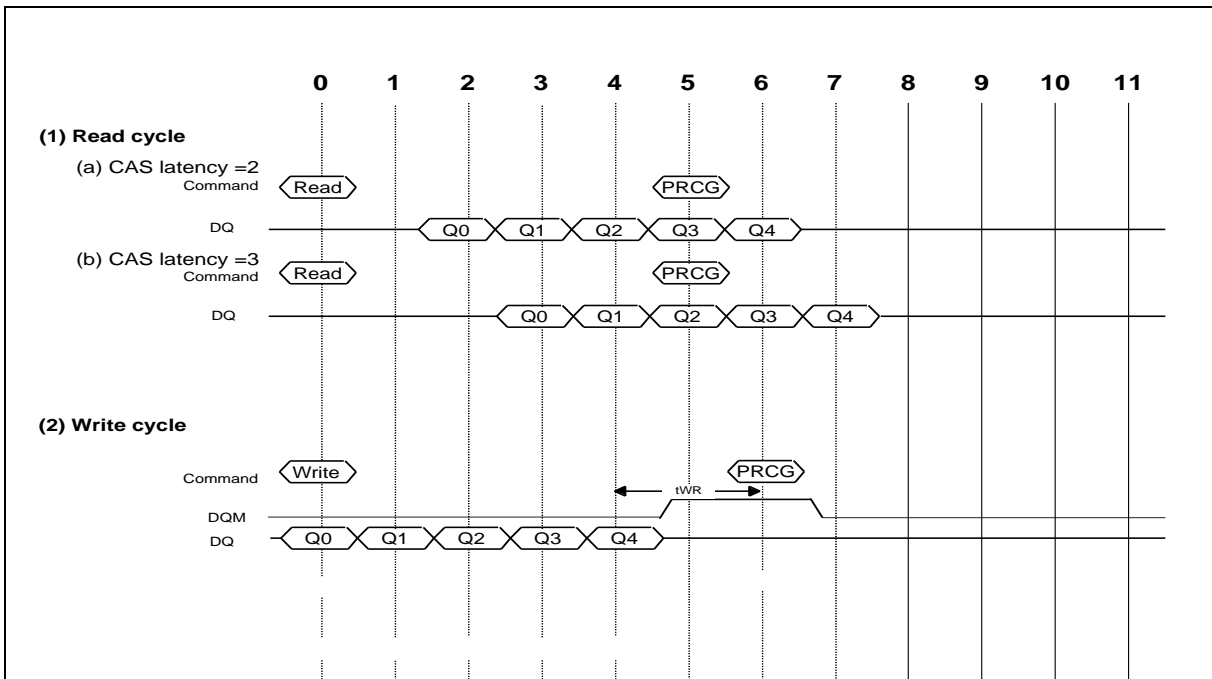 0 1 2 3 4 5 6 7 8 9 10 11
(1) Read cycle
(a) CAS latency =2
Command Read PRCG
DQ Q0 Q1 Q2 Q3 Q4
(b) CAS latency =3
Command Read PRCG
DQ Q0 Q1 Q2 Q3 Q4
(2) Write cycle
Command Write PRCG
tWR
DQM
DQ Q0 Q1 Q2 Q3 Q4